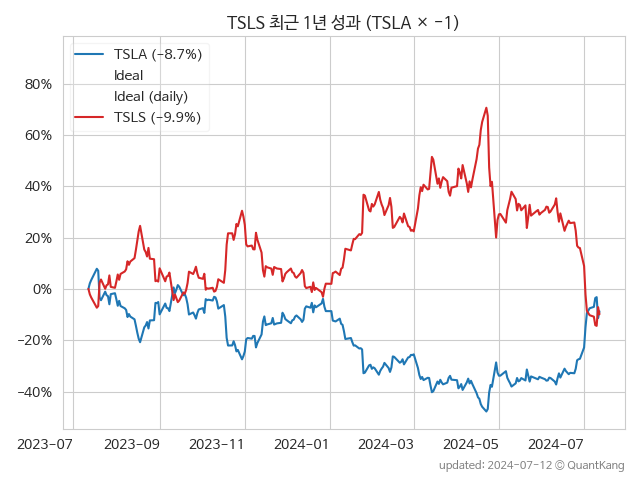 TSLS 최근 1년 성과 (TSLA × −1)
TSLA (−8.7%)
Ideal
Ideal (daily)
TSLS (−9.9%)
80%
60%
40%
20%
0%
−20%
−40%
2023−07
2023−09
2023−11
2024−01
2024−03
2024−05
2024−07
updated: 2024−07−12 © QuantKang